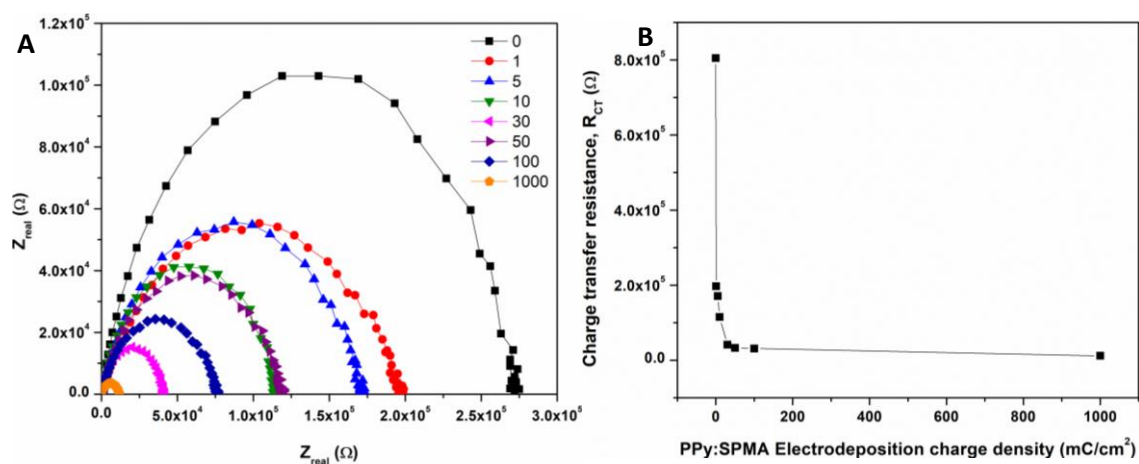 A
1.2x10⁵
1.0x10⁵
8.0x10⁴
6.0x10⁴
4.0x10⁴
2.0x10⁴
0.0
Z_real (Ω)
0
1
5
10
30
50
100
1000
0.0 5.0x10⁴ 1.0x10⁵ 1.5x10⁵ 2.0x10⁵ 2.5x10⁵ 3.0x10⁵
Z_real (Ω)
B
8.0x10⁵
6.0x10⁵
4.0x10⁵
2.0x10⁵
0.0
Charge transfer resistance, R_CT (Ω)
0 200 400 600 800 1000
PPy:SPMA Electrodeposition charge density (mC/cm²)